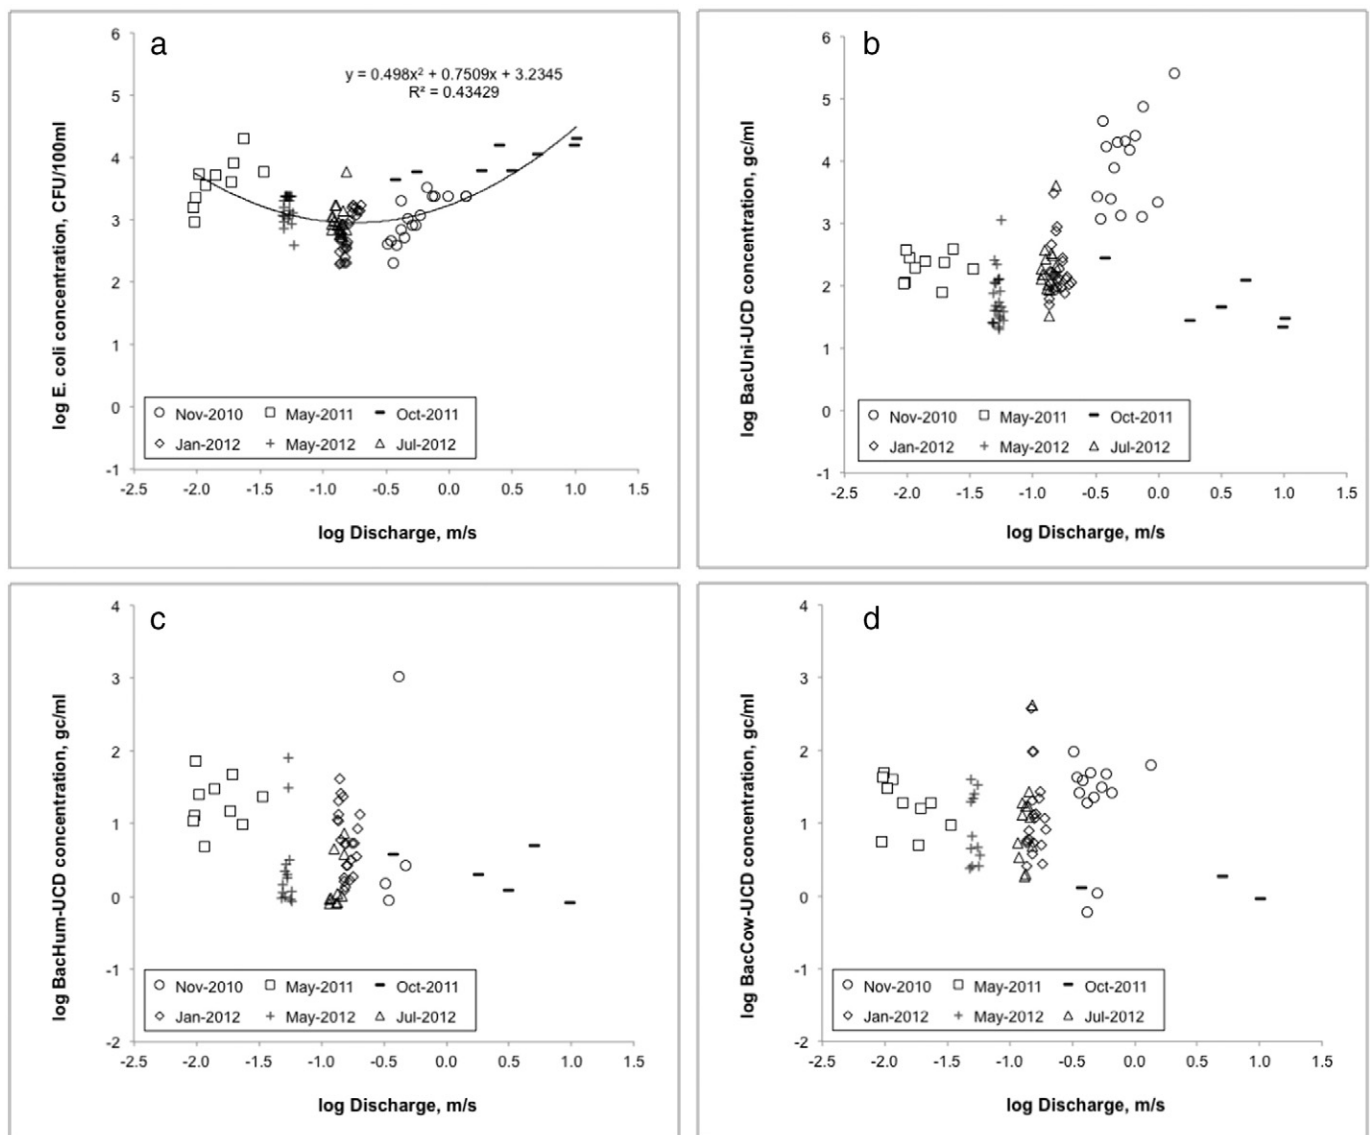 a
y = 0.498x² + 0.7509x + 3.2345
R² = 0.43429
log E. coli concentration, CFU/100ml
6
5
4
3
2
1
0
-1
Nov-2010 May-2011 Oct-2011
Jan-2012 May-2012 Jul-2012
-2.5 -2.0 -1.5 -1.0 -0.5 0.0 0.5 1.0 1.5
log Discharge, m/s
b
log BacUni-UCD concentration, gc/ml
6
5
4
3
2
1
0
-1
Nov-2010 May-2011 Oct-2011
Jan-2012 May-2012 Jul-2012
-2.5 -2.0 -1.5 -1.0 -0.5 0.0 0.5 1.0 1.5
log Discharge, m/s
c
log BacHum-UCD concentration, gc/ml
4
3
2
1
0
-1
-2
Nov-2010 May-2011 Oct-2011
Jan-2012 May-2012 Jul-2012
-2.5 -2.0 -1.5 -1.0 -0.5 0.0 0.5 1.0 1.5
log Discharge, m/s
d
log BacCow-UCD concentration, gc/ml
4
3
2
1
0
-1
-2
Nov-2010 May-2011 Oct-2011
Jan-2012 May-2012 Jul-2012
-2.5 -2.0 -1.5 -1.0 -0.5 0.0 0.5 1.0 1.5
log Discharge, m/s